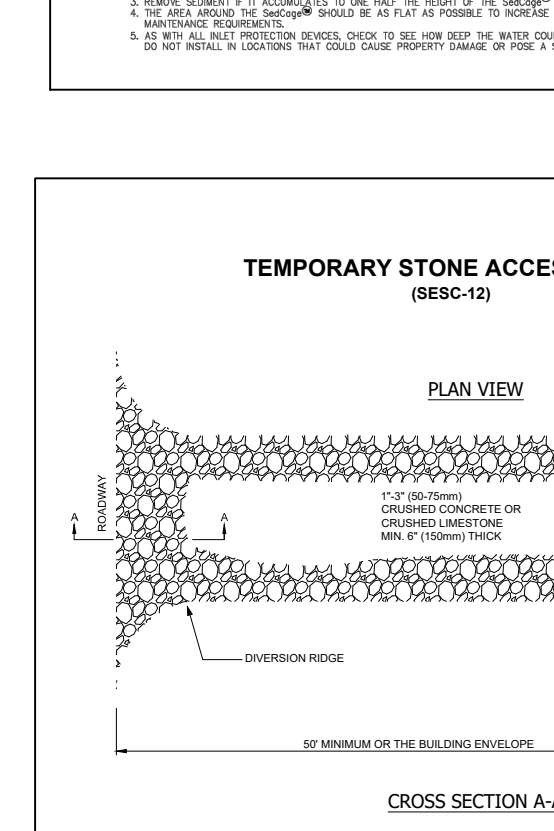 3. REMOVE SEDIMENT IF IT ACCUMULATES TO ONE HALF THE HEIGHT OF THE SedCage®
4. THE AREA AROUND THE SedCage® SHOULD BE AS FLAT AS POSSIBLE TO INCREASE
MAINTENANCE REQUIREMENTS.
5. AS WITH ALL INLET PROTECTION DEVICES, CHECK TO SEE HOW DEEP THE WATER COU
DO NOT INSTALL IN LOCATIONS THAT COULD CAUSE PROPERTY DAMAGE OR POSE A S
TEMPORARY STONE ACCES
(SESC-12)
PLAN VIEW
ROADWAY
A
A
1"-3" (50-75mm)
CRUSHED CONCRETE OR
CRUSHED LIMESTONE
MIN. 6" (150mm) THICK
DIVERSION RIDGE
50' MINIMUM OR THE BUILDING ENVELOPE
CROSS SECTION A-A